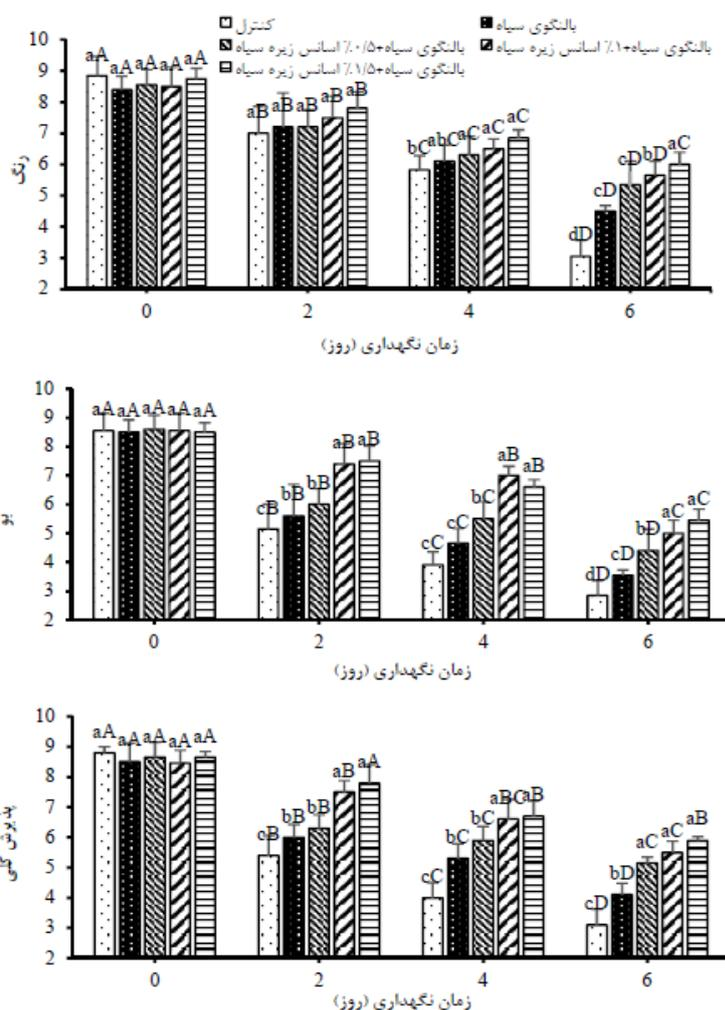 کنترل بالنگوی سیاه
بالنگوی سیاه+۰/۵٪ اسانس زیره سیاه بالنگوی سیاه+۱٪ اسانس زیره سیاه
بالنگوی سیاه+۱/۵٪ اسانس زیره سیاه
10
9
8
7
6
5
4
3
2
رنگ
aA aA aA aA aA
aB aB aB aB aB
bC abC aC aC aC
dD cD cD bD aC
0 2 4 6
زمان نگهداری (روز)
10
9
8
7
6
5
4
3
2
بو
aA aA aA aA aA
cB bB bB aB aB
cC cC bC aB aB
dD cD bD aC aC
0 2 4 6
زمان نگهداری (روز)
10
9
8
7
6
5
4
3
2
پذیرش کلی
aA aA aA aA aA
cB bB bB aB aA
cC bC bC aBC aB
cD bD aC aC aB
0 2 4 6
زمان نگهداری (روز)